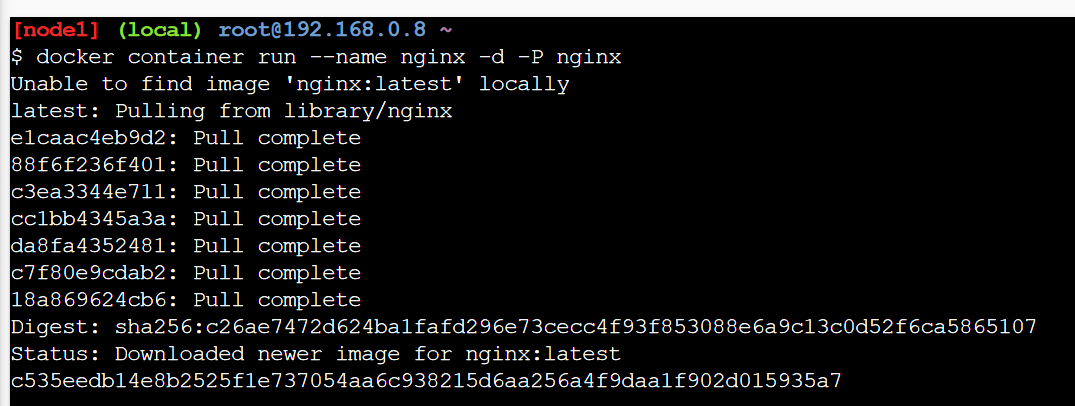 [node1] (local) root@192.168.0.8 ~
$ docker container run --name nginx -d -P nginx
Unable to find image 'nginx:latest' locally
latest: Pulling from library/nginx
e1caac4eb9d2: Pull complete
88f6f236f401: Pull complete
c3ea3344e711: Pull complete
cc1bb4345a3a: Pull complete
da8fa4352481: Pull complete
c7f80e9cdab2: Pull complete
18a869624cb6: Pull complete
Digest: sha256:c26ae7472d624ba1fafd296e73cecc4f93f853088e6a9c13c0d52f6ca5865107
Status: Downloaded newer image for nginx:latest
c535eedb14e8b2525f1e737054aa6c938215d6aa256a4f9daa1f902d015935a7